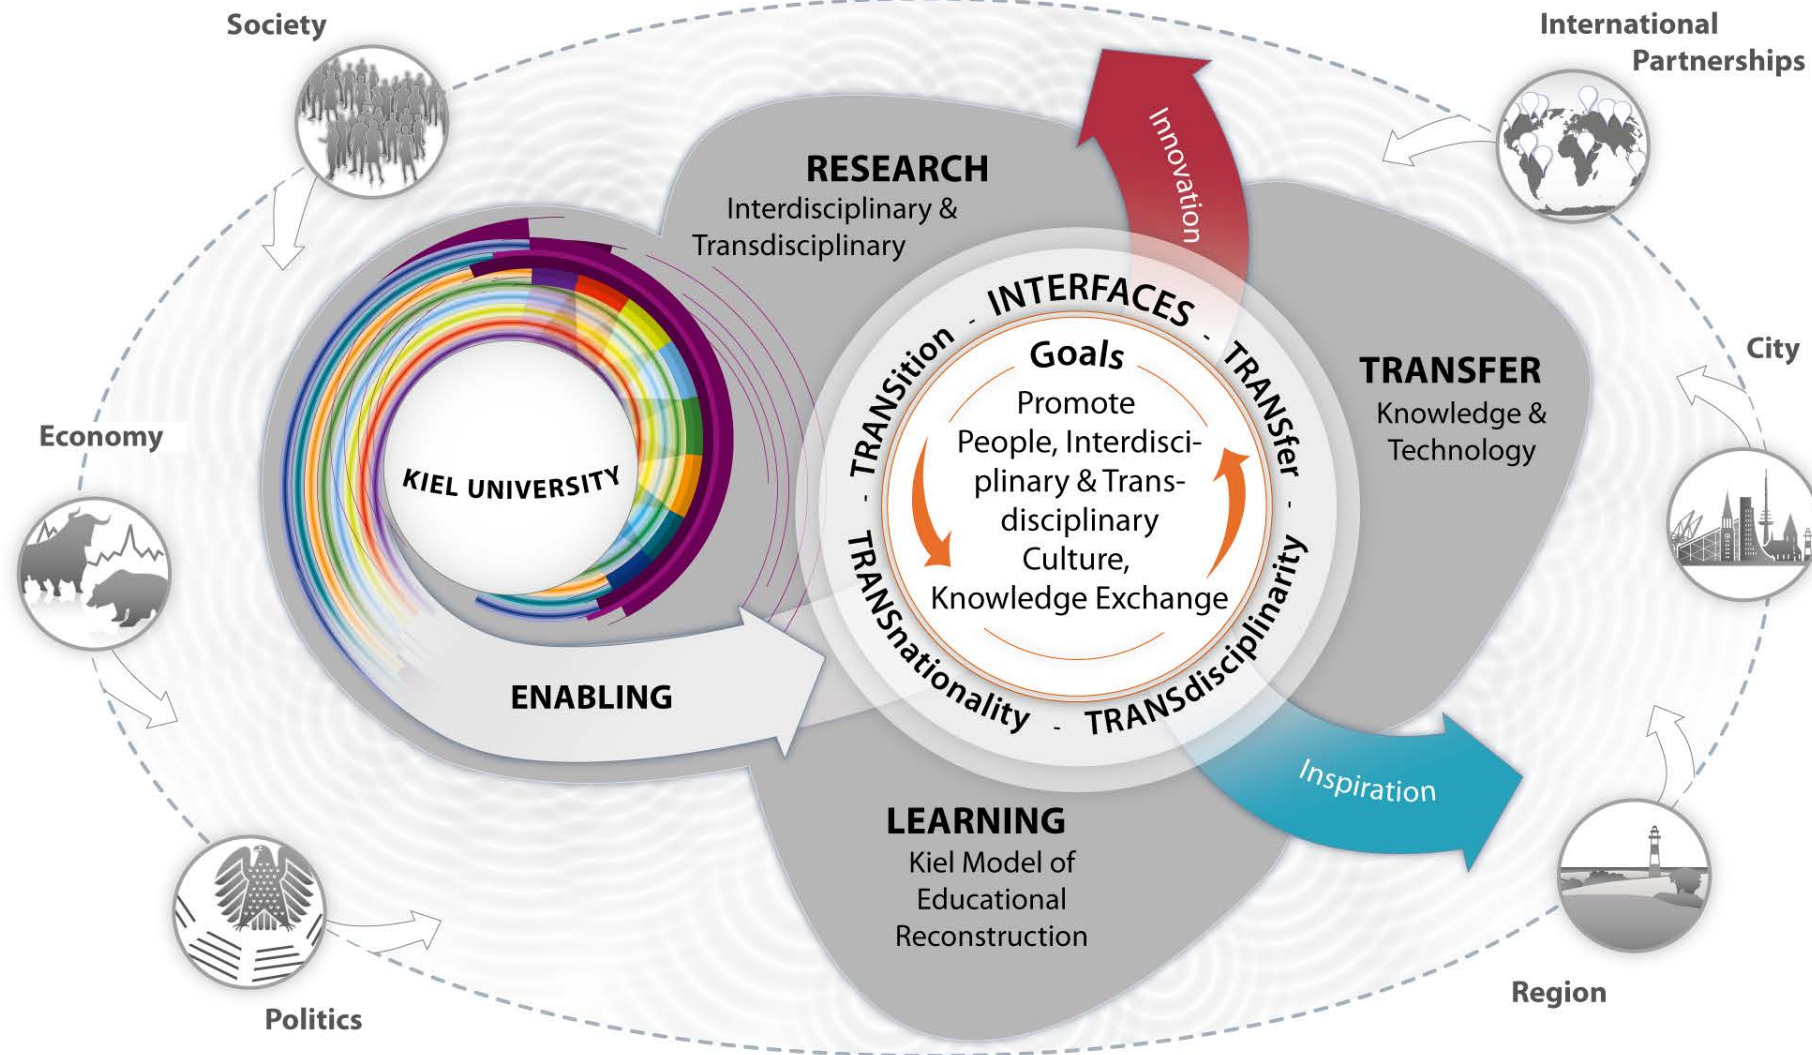 Society
International
Partnerships
Innovation
RESEARCH
Interdisciplinary &
Transdisciplinary
INTERFACES
TRANSition - INTERFACES - TRANSfer - TRANSdisciplinarity - TRANSnationality -
Goals
Promote
People, Interdisci-
plinary & Trans-
disciplinary
Culture,
Knowledge Exchange
TRANSFER
Knowledge &
Technology
City
Economy
KIEL UNIVERSITY
ENABLING
Inspiration
LEARNING
Kiel Model of
Educational
Reconstruction
Region
Politics